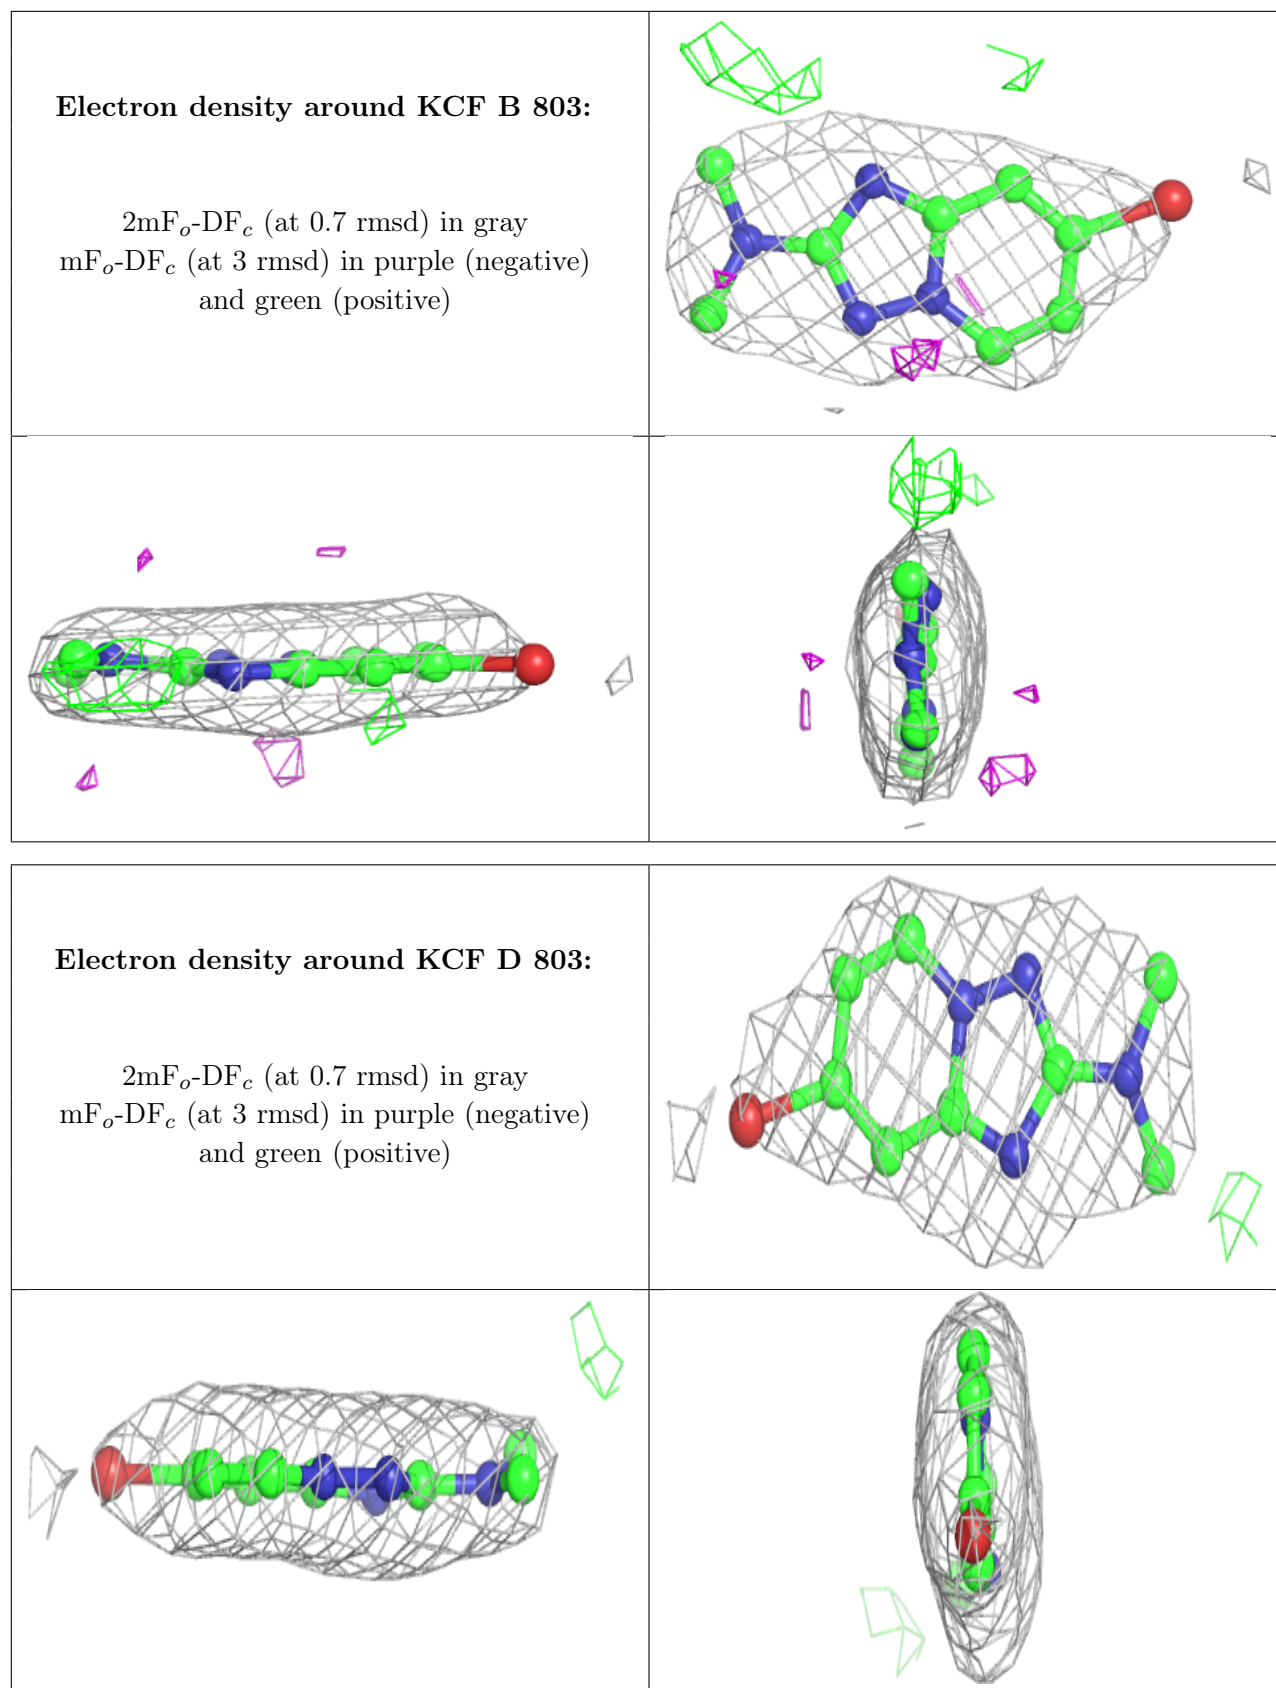 Electron density around KCF B 803:
2mFo-DFc (at 0.7 rmsd) in gray
mFo-DFc (at 3 rmsd) in purple (negative)
and green (positive)
Electron density around KCF D 803:
2mFo-DFc (at 0.7 rmsd) in gray
mFo-DFc (at 3 rmsd) in purple (negative)
and green (positive)